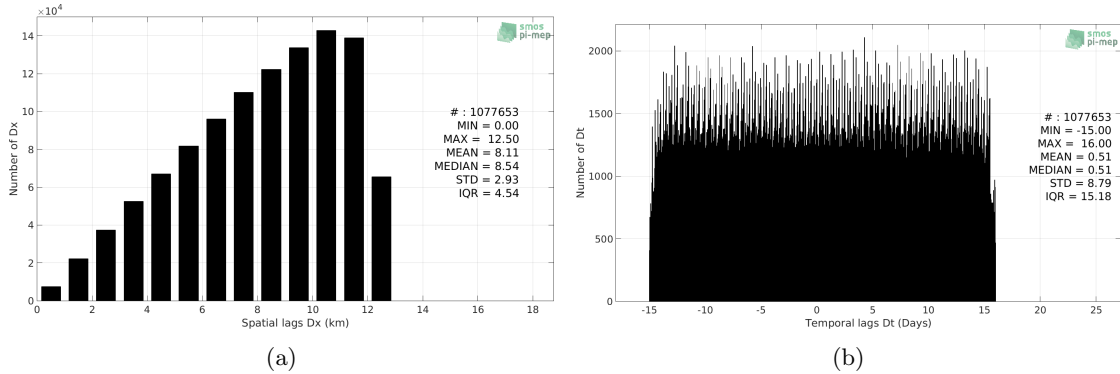 ×10⁴
14
12
10
8
6
4
2
0
0 2 4 6 8 10 12 14 16 18
Number of Dx
Spatial lags Dx (km)
smos
pi-mep
# : 1077653
MIN = 0.00
MAX = 12.50
MEAN = 8.11
MEDIAN = 8.54
STD = 2.93
IQR = 4.54
(a)
2000
1500
1000
500
0
-15 -10 -5 0 5 10 15 20 25
Number of Dt
Temporal lags Dt (Days)
smos
pi-mep
# : 1077653
MIN = -15.00
MAX = 16.00
MEAN = 0.51
MEDIAN = 0.51
STD = 8.79
IQR = 15.18
(b)